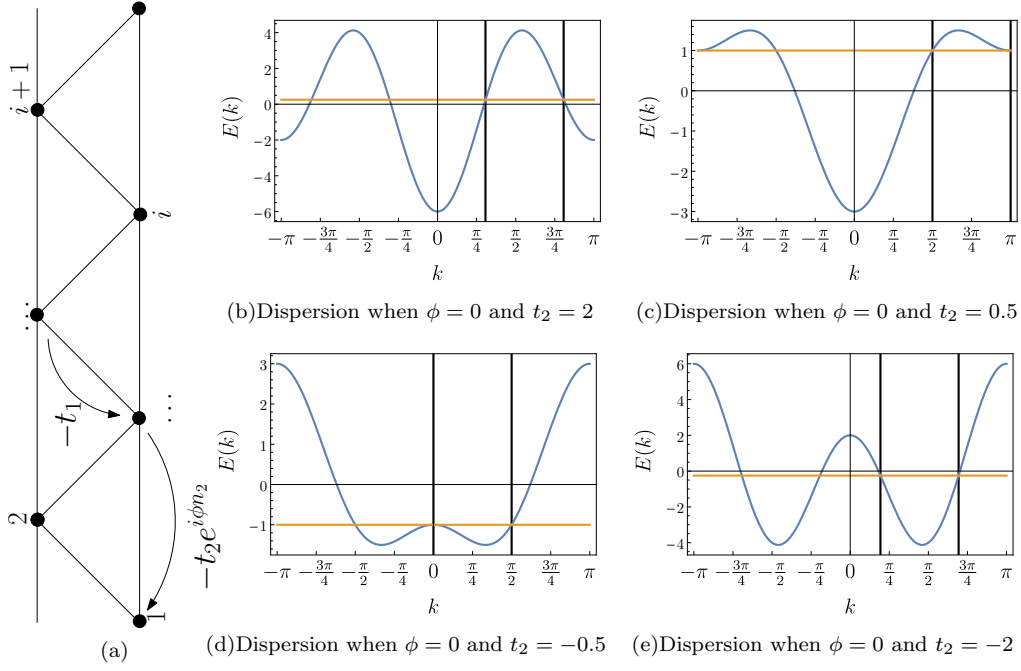 i + 1
i
...
-t₁
...
2
-t₂e^{iϕn₂}
1
(a)
E(k)
4
2
0
−2
−4
−6
−π −3π/4 −π/2 −π/4 0 π/4 π/2 3π/4 π
k
(b)Dispersion when ϕ = 0 and t₂ = 2
E(k)
1
0
−1
−2
−3
−π −3π/4 −π/2 −π/4 0 π/4 π/2 3π/4 π
k
(c)Dispersion when ϕ = 0 and t₂ = 0.5
E(k)
3
2
1
0
−1
−π −3π/4 −π/2 −π/4 0 π/4 π/2 3π/4 π
k
(d)Dispersion when ϕ = 0 and t₂ = −0.5
E(k)
6
4
2
0
−2
−4
−π −3π/4 −π/2 −π/4 0 π/4 π/2 3π/4 π
k
(e)Dispersion when ϕ = 0 and t₂ = −2